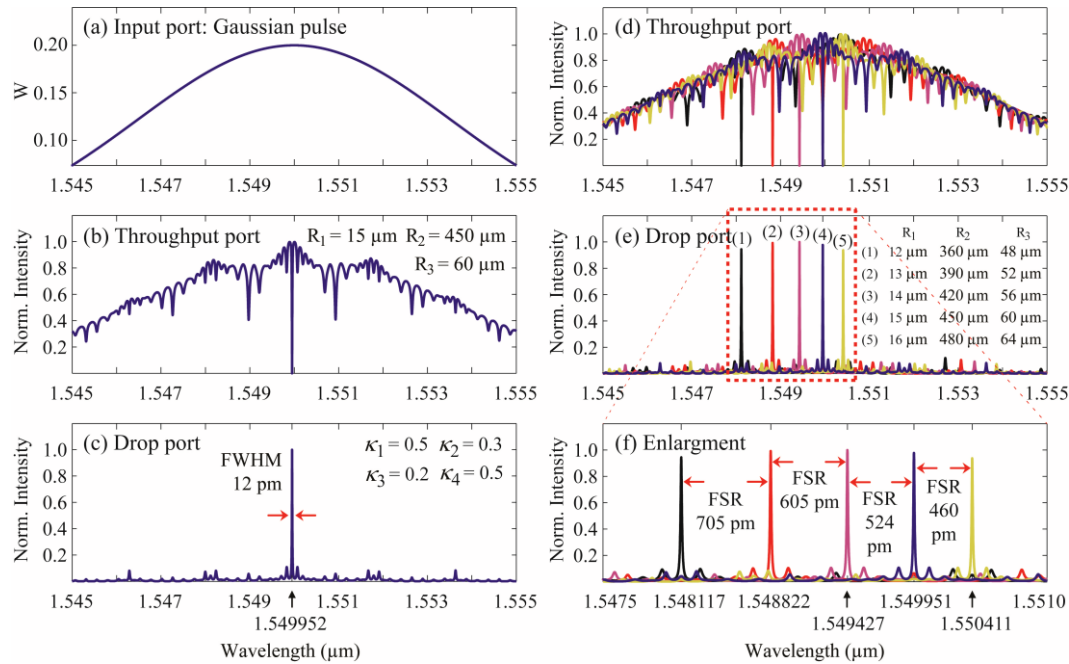 (a) Input port: Gaussian pulse
0.20
0.15
0.10
W
1.545 1.547 1.549 1.551 1.553 1.555
(b) Throughput port
R1 = 15 µm R2 = 450 µm
R3 = 60 µm
1.0
0.8
0.6
0.4
0.2
Norm. Intensity
1.545 1.547 1.549 1.551 1.553 1.555
(c) Drop port
FWHM
12 pm
κ1 = 0.5 κ2 = 0.3
κ3 = 0.2 κ4 = 0.5
1.0
0.8
0.6
0.4
0.2
Norm. Intensity
1.545 1.547 1.549 1.551 1.553 1.555
1.549952
Wavelength (µm)
(d) Throughput port
1.0
0.8
0.6
0.4
0.2
Norm. Intensity
1.545 1.547 1.549 1.551 1.553 1.555
(e) Drop port
(1) (2) (3) (4) (5)
R1 R2 R3
(1) 12 µm 360 µm 48 µm
(2) 13 µm 390 µm 52 µm
(3) 14 µm 420 µm 56 µm
(4) 15 µm 450 µm 60 µm
(5) 16 µm 480 µm 64 µm
1.0
0.8
0.6
0.4
0.2
Norm. Intensity
1.545 1.547 1.549 1.551 1.553 1.555
(f) Enlargment
FSR
705 pm
FSR
605 pm
FSR
524
pm
FSR
460
pm
1.0
0.8
0.6
0.4
0.2
Norm. Intensity
1.5475 1.548117 1.548822 1.549951 1.5510
1.549427 1.550411
Wavelength (µm)